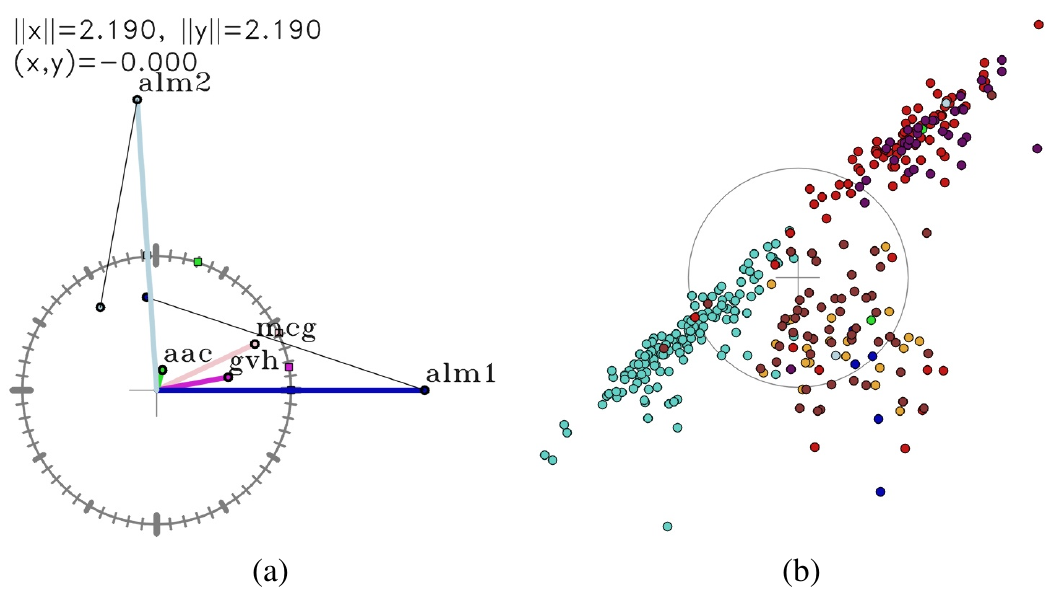 ||x||=2.190, ||y||=2.190
(x,y)=-0.000
alm2
mcg
aac
gvh
alm1
(a)
(b)